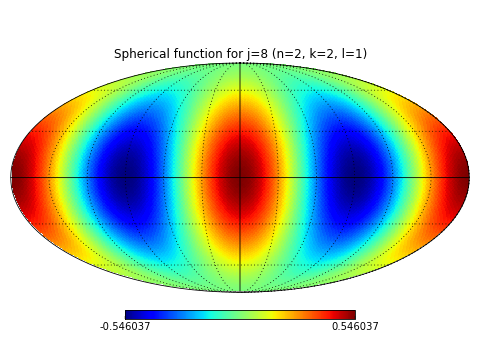 Spherical function for j=8 (n=2, k=2, l=1)
-0.546037 0.546037